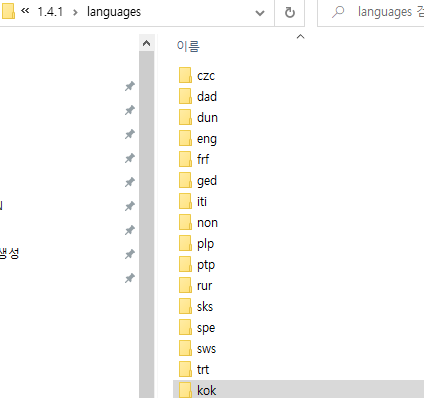 « 1.4.1 > languages
languages 검
이름
czc
dad
dun
eng
frf
ged
iti
non
plp
ptp
rur
sks
생성
spe
sws
trt
kok